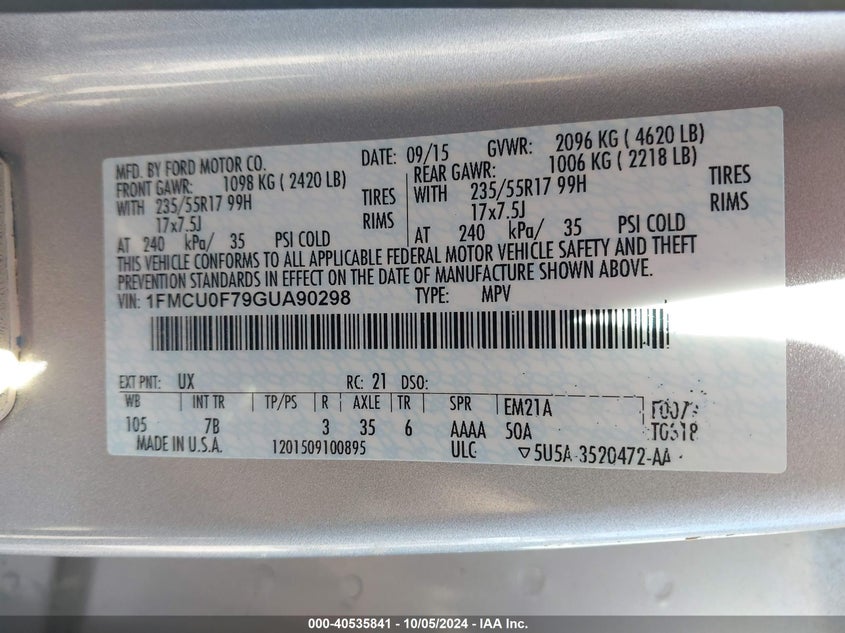 MFD. BY FORD MOTOR CO. DATE: 09/15 GVWR: 2096 KG ( 4620 LB)
FRONT GAWR: 1098 KG ( 2420 LB) REAR GAWR: 1006 KG ( 2218 LB)
WITH 235/55R17 99H TIRES WITH 235/55R17 99H TIRES
17x7.5J RIMS 17x7.5J RIMS
AT 240 kPa/ 35 PSI COLD AT 240 kPa/ 35 PSI COLD
THIS VEHICLE CONFORMS TO ALL APPLICABLE FEDERAL MOTOR VEHICLE SAFETY AND THEFT
PREVENTION STANDARDS IN EFFECT ON THE DATE OF MANUFACTURE SHOWN ABOVE.
VIN: 1FMCU0F79GUA90298 TYPE: MPV
EXT PNT: UX RC: 21 DSO:
WB INT TR TP/PS R AXLE TR SPR EM21A
105 7B 3 35 6 AAAA 50A
MADE IN U.S.A. 1201509100895 ULC ▽5U5A-3520472-AA
000-40535841 - 10/05/2024 - IAA Inc.